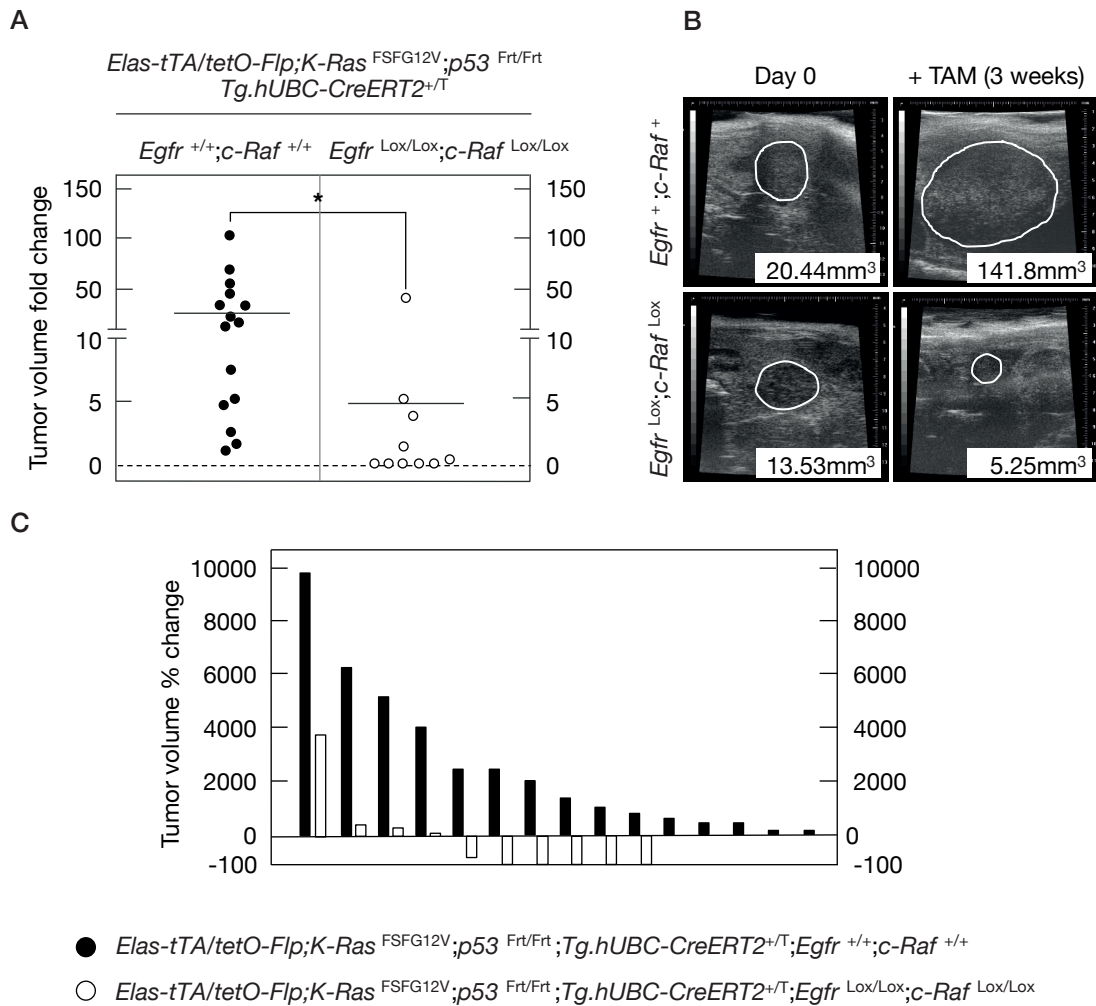 A
Elas-tTA/tetO-Flp;K-Ras FSFG12V;p53 Frt/Frt
Tg.hUBC-CreERT2+/T
Egfr +/+;c-Raf +/+
Egfr Lox/Lox;c-Raf Lox/Lox
150
100
50
10
5
0
Tumor volume fold change
*
150
100
50
10
5
0
B
Day 0
+ TAM (3 weeks)
Egfr +;c-Raf +
20.44mm3
141.8mm3
Egfr Lox;c-Raf Lox
13.53mm3
5.25mm3
C
Tumor volume % change
10000
8000
6000
4000
2000
0
-100
10000
8000
6000
4000
2000
0
-100
Elas-tTA/tetO-Flp;K-Ras FSFG12V;p53 Frt/Frt;Tg.hUBC-CreERT2+/T;Egfr +/+;c-Raf +/+
Elas-tTA/tetO-Flp;K-Ras FSFG12V;p53 Frt/Frt;Tg.hUBC-CreERT2+/T;Egfr Lox/Lox;c-Raf Lox/Lox